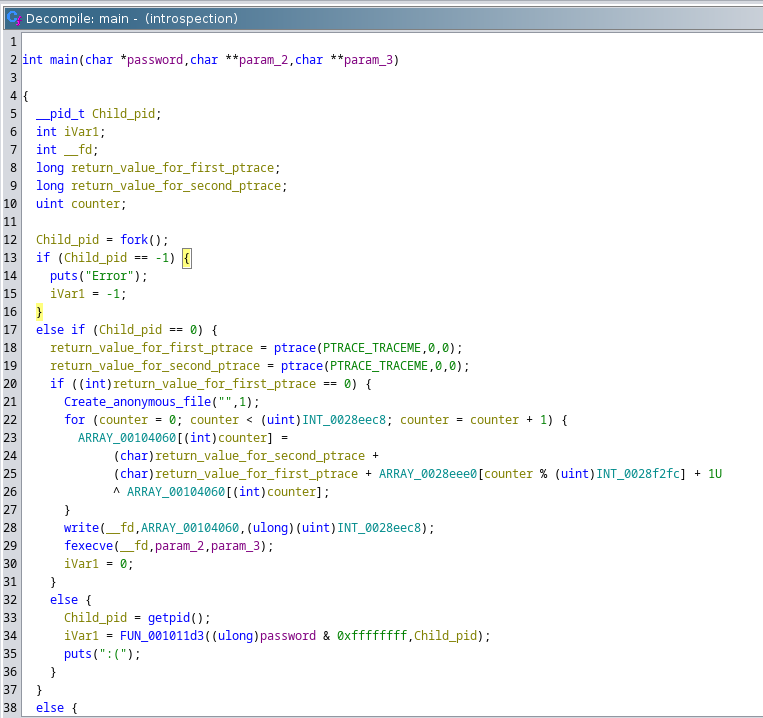 Decompile: main - (introspection)
1
2 int main(char *password,char **param_2,char **param_3)
3
4 {
5   __pid_t Child_pid;
6   int iVar1;
7   int __fd;
8   long return_value_for_first_ptrace;
9   long return_value_for_second_ptrace;
10   uint counter;
11
12   Child_pid = fork();
13   if (Child_pid == -1) {
14     puts("Error");
15     iVar1 = -1;
16   }
17   else if (Child_pid == 0) {
18     return_value_for_first_ptrace = ptrace(PTRACE_TRACEME,0,0);
19     return_value_for_second_ptrace = ptrace(PTRACE_TRACEME,0,0);
20     if ((int)return_value_for_first_ptrace == 0) {
21       Create_anonymous_file("",1);
22       for (counter = 0; counter < (uint)INT_0028eec8; counter = counter + 1) {
23         ARRAY_00104060[(int)counter] =
24              (char)return_value_for_second_ptrace +
25              (char)return_value_for_first_ptrace + ARRAY_0028eee0[counter % (uint)INT_0028f2fc] + 1U
26              ^ ARRAY_00104060[(int)counter];
27       }
28       write(__fd,ARRAY_00104060,(ulong)(uint)INT_0028eec8);
29       fexecve(__fd,param_2,param_3);
30       iVar1 = 0;
31     }
32     else {
33       Child_pid = getpid();
34       iVar1 = FUN_001011d3((ulong)password & 0xffffffff,Child_pid);
35       puts(":(");
36     }
37   }
38   else {